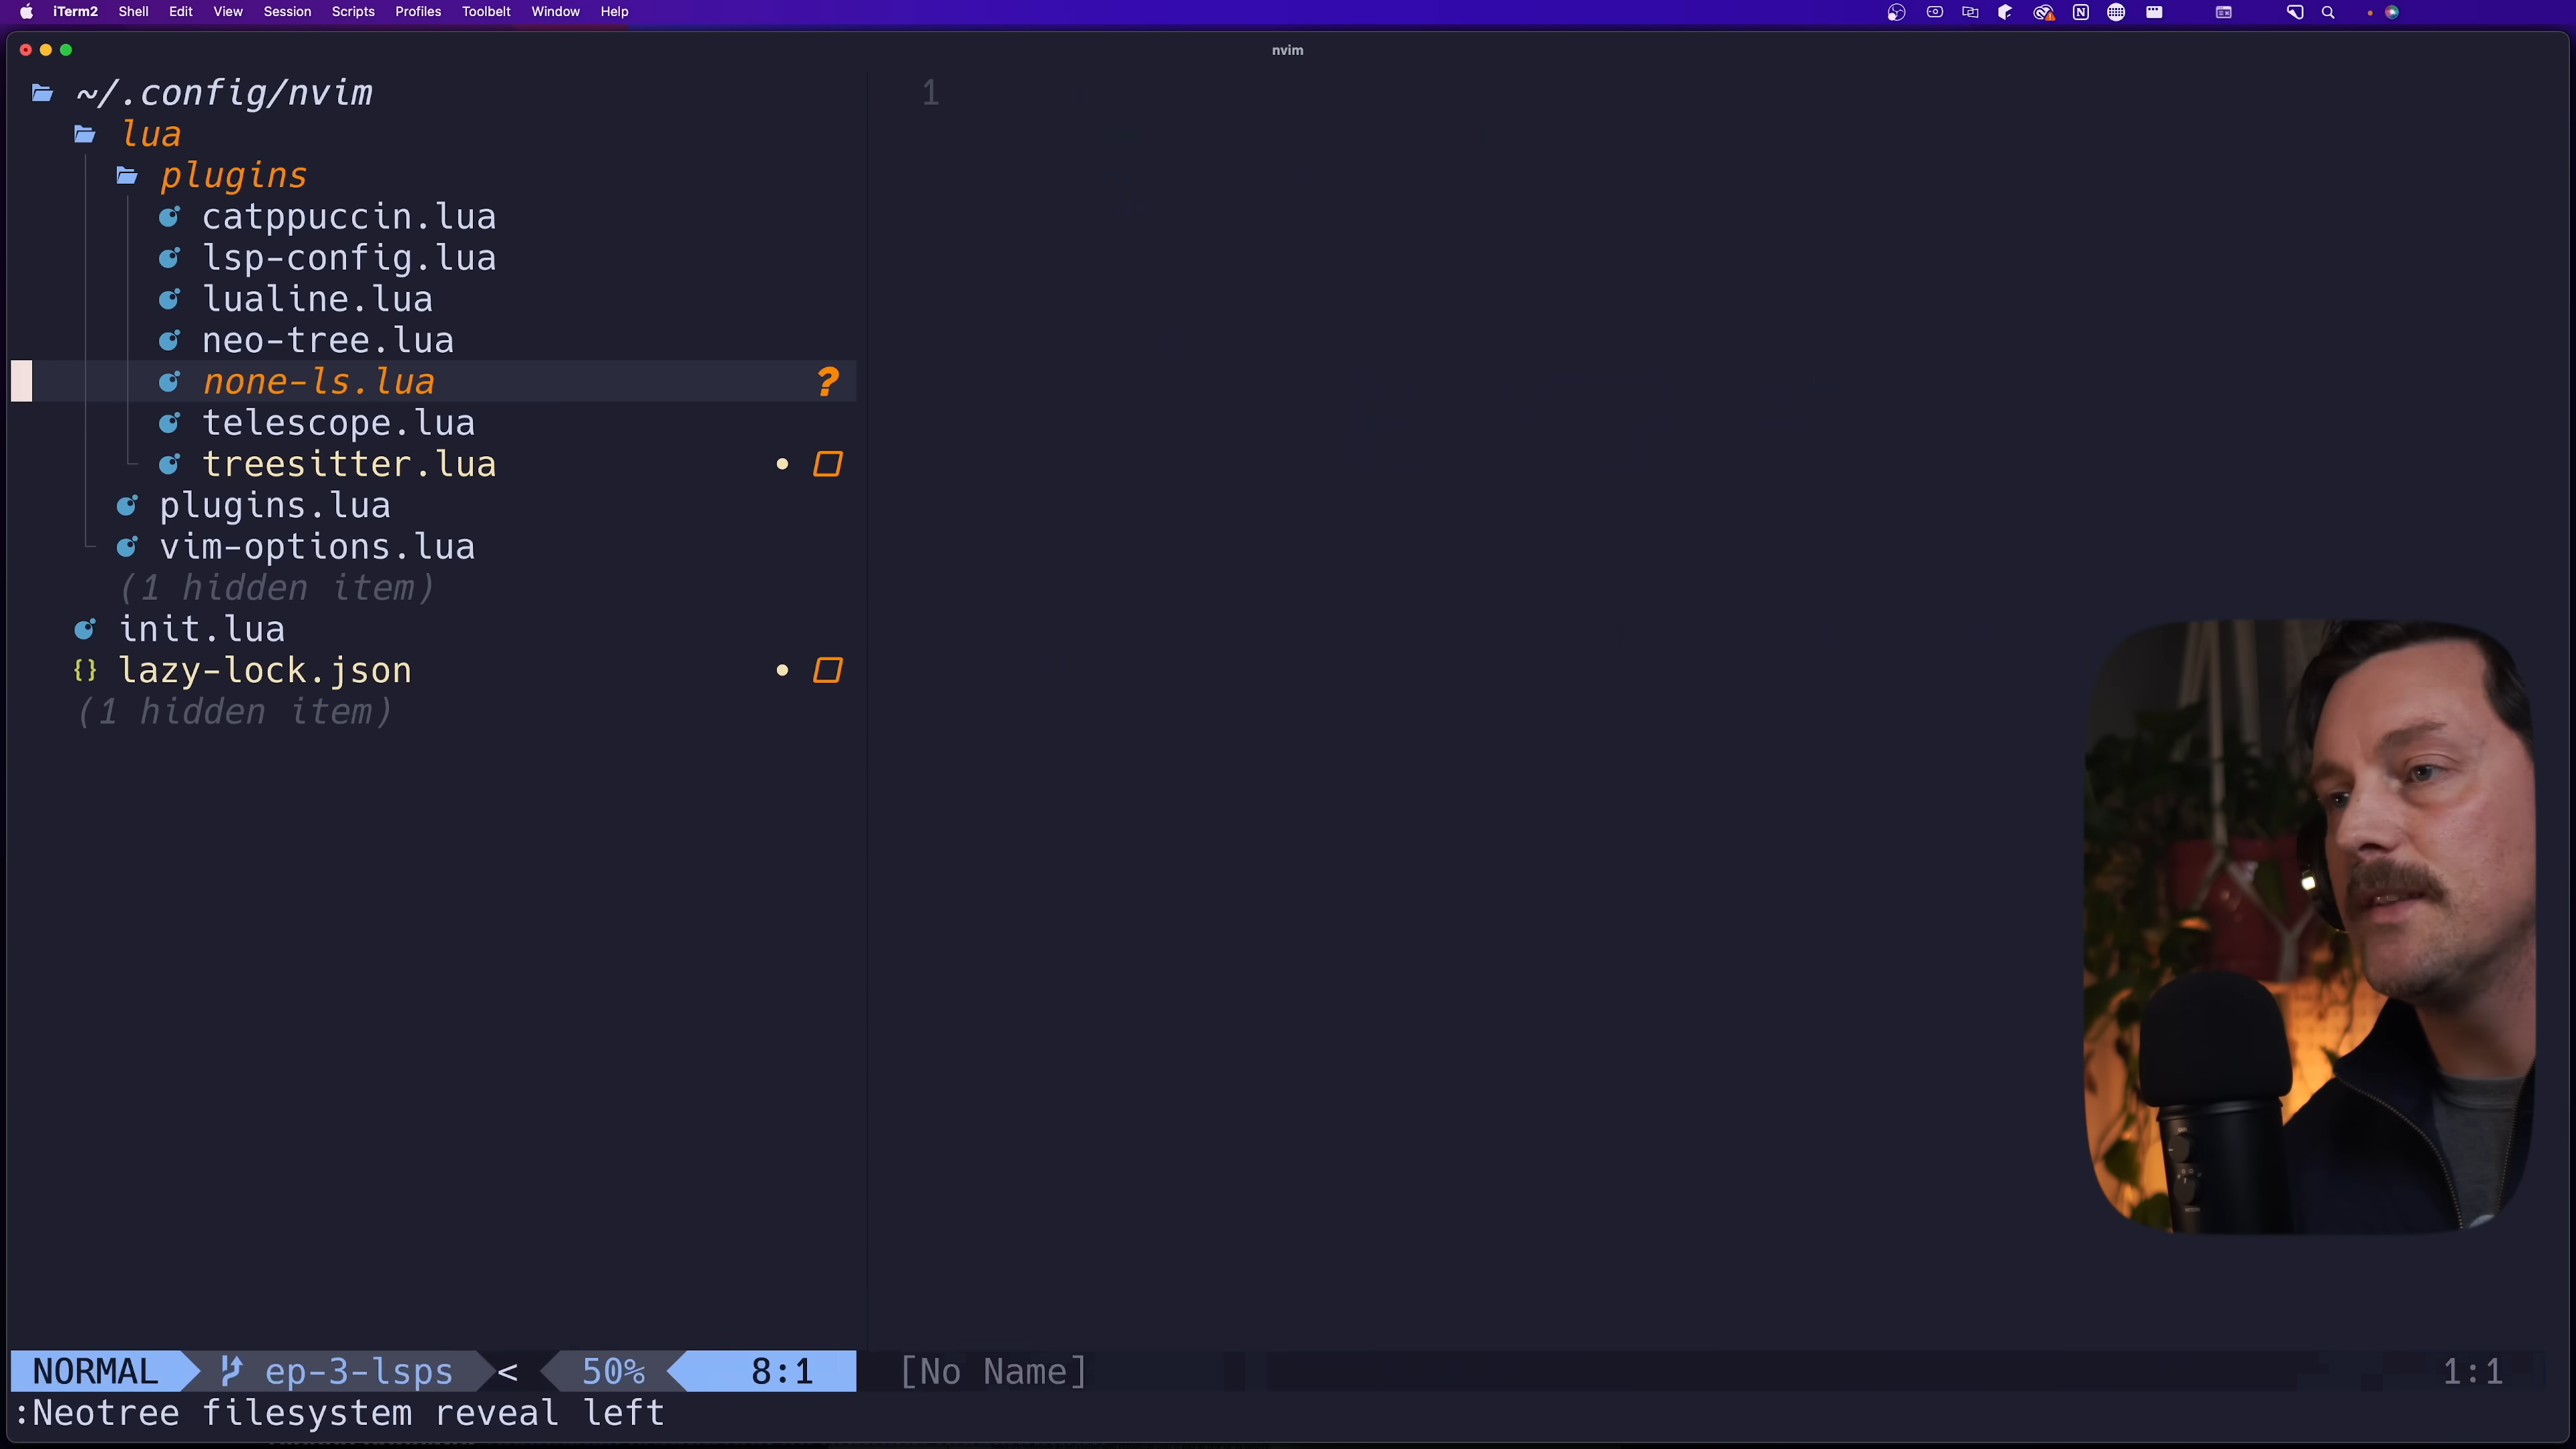 iTerm2 Shell Edit View Session Scripts Profiles Toolbelt Window Help
nvim
~/.config/nvim
1
lua
plugins
catppuccin.lua
lsp-config.lua
lualine.lua
neo-tree.lua
none-ls.lua ?
telescope.lua
treesitter.lua
plugins.lua
vim-options.lua
(1 hidden item)
init.lua
{} lazy-lock.json
(1 hidden item)
NORMAL ep-3-lsps < 50% 8:1 [No Name] 1:1
:Neotree filesystem reveal left